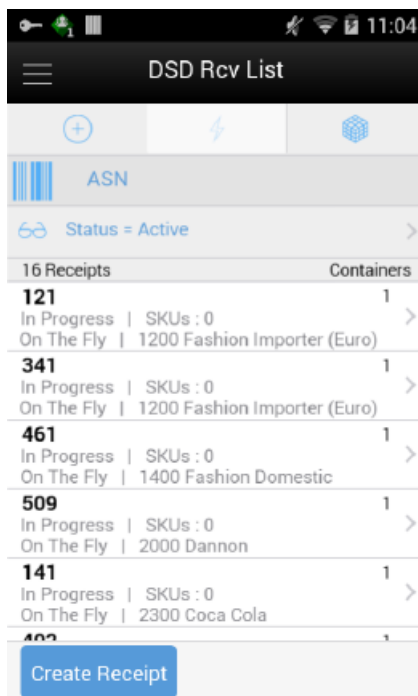 1
11:04
DSD Rcv List
ASN
Status = Active
16 Receipts Containers
121 1
In Progress | SKUs : 0
On The Fly | 1200 Fashion Importer (Euro)
341 1
In Progress | SKUs : 0
On The Fly | 1200 Fashion Importer (Euro)
461 1
In Progress | SKUs : 0
On The Fly | 1400 Fashion Domestic
509 1
In Progress | SKUs : 0
On The Fly | 2000 Dannon
141 1
In Progress | SKUs : 0
On The Fly | 2300 Coca Cola
Create Receipt